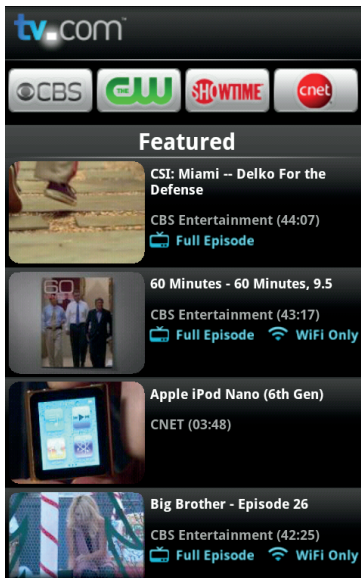 tv.com™
CBS
THE CW
SHOWTIME
cnet
Featured
CSI: Miami -- Delko For the
Defense
CBS Entertainment (44:07)
Full Episode
60
60 Minutes - 60 Minutes, 9.5
CBS Entertainment (43:17)
Full Episode WiFi Only
Apple iPod Nano (6th Gen)
CNET (03:48)
Big Brother - Episode 26
CBS Entertainment (42:25)
Full Episode WiFi Only